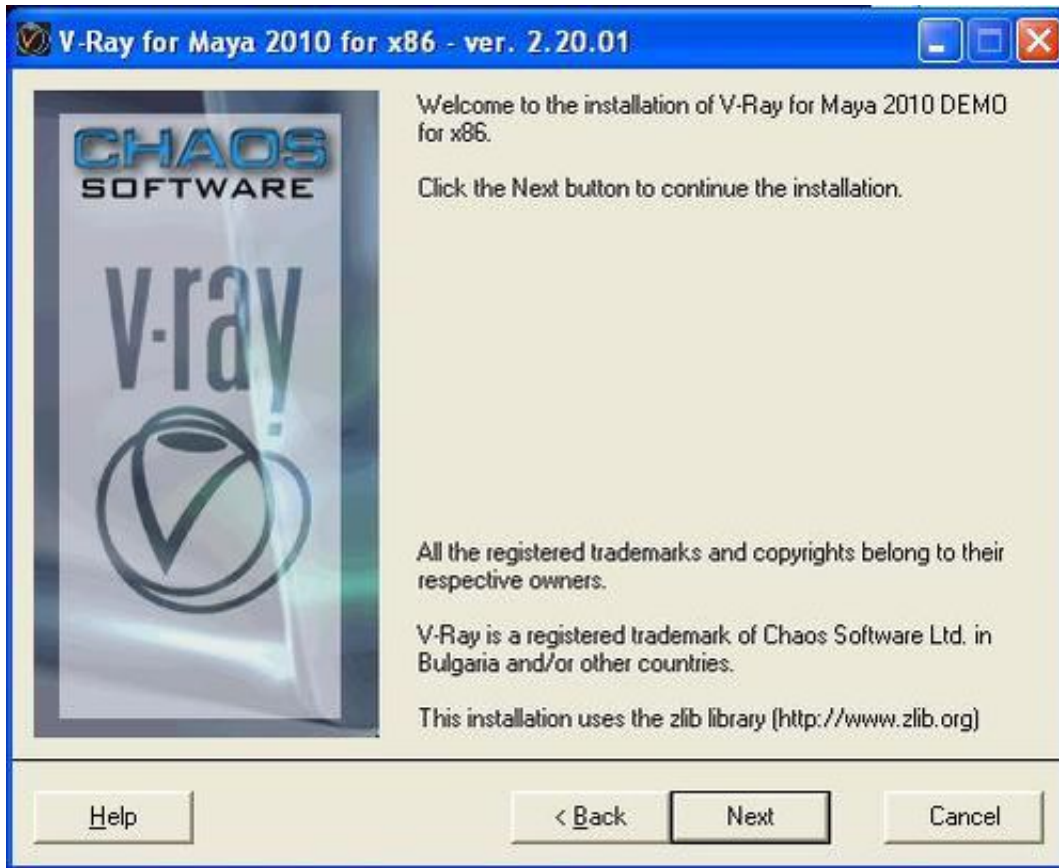 V-Ray for Maya 2010 for x86 - ver. 2.20.01
CHAOS
SOFTWARE
v·ray
Welcome to the installation of V-Ray for Maya 2010 DEMO
for x86.
Click the Next button to continue the installation.
All the registered trademarks and copyrights belong to their
respective owners.
V-Ray is a registered trademark of Chaos Software Ltd. in
Bulgaria and/or other countries.
This installation uses the zlib library (http://www.zlib.org)
Help
< Back
Next
Cancel